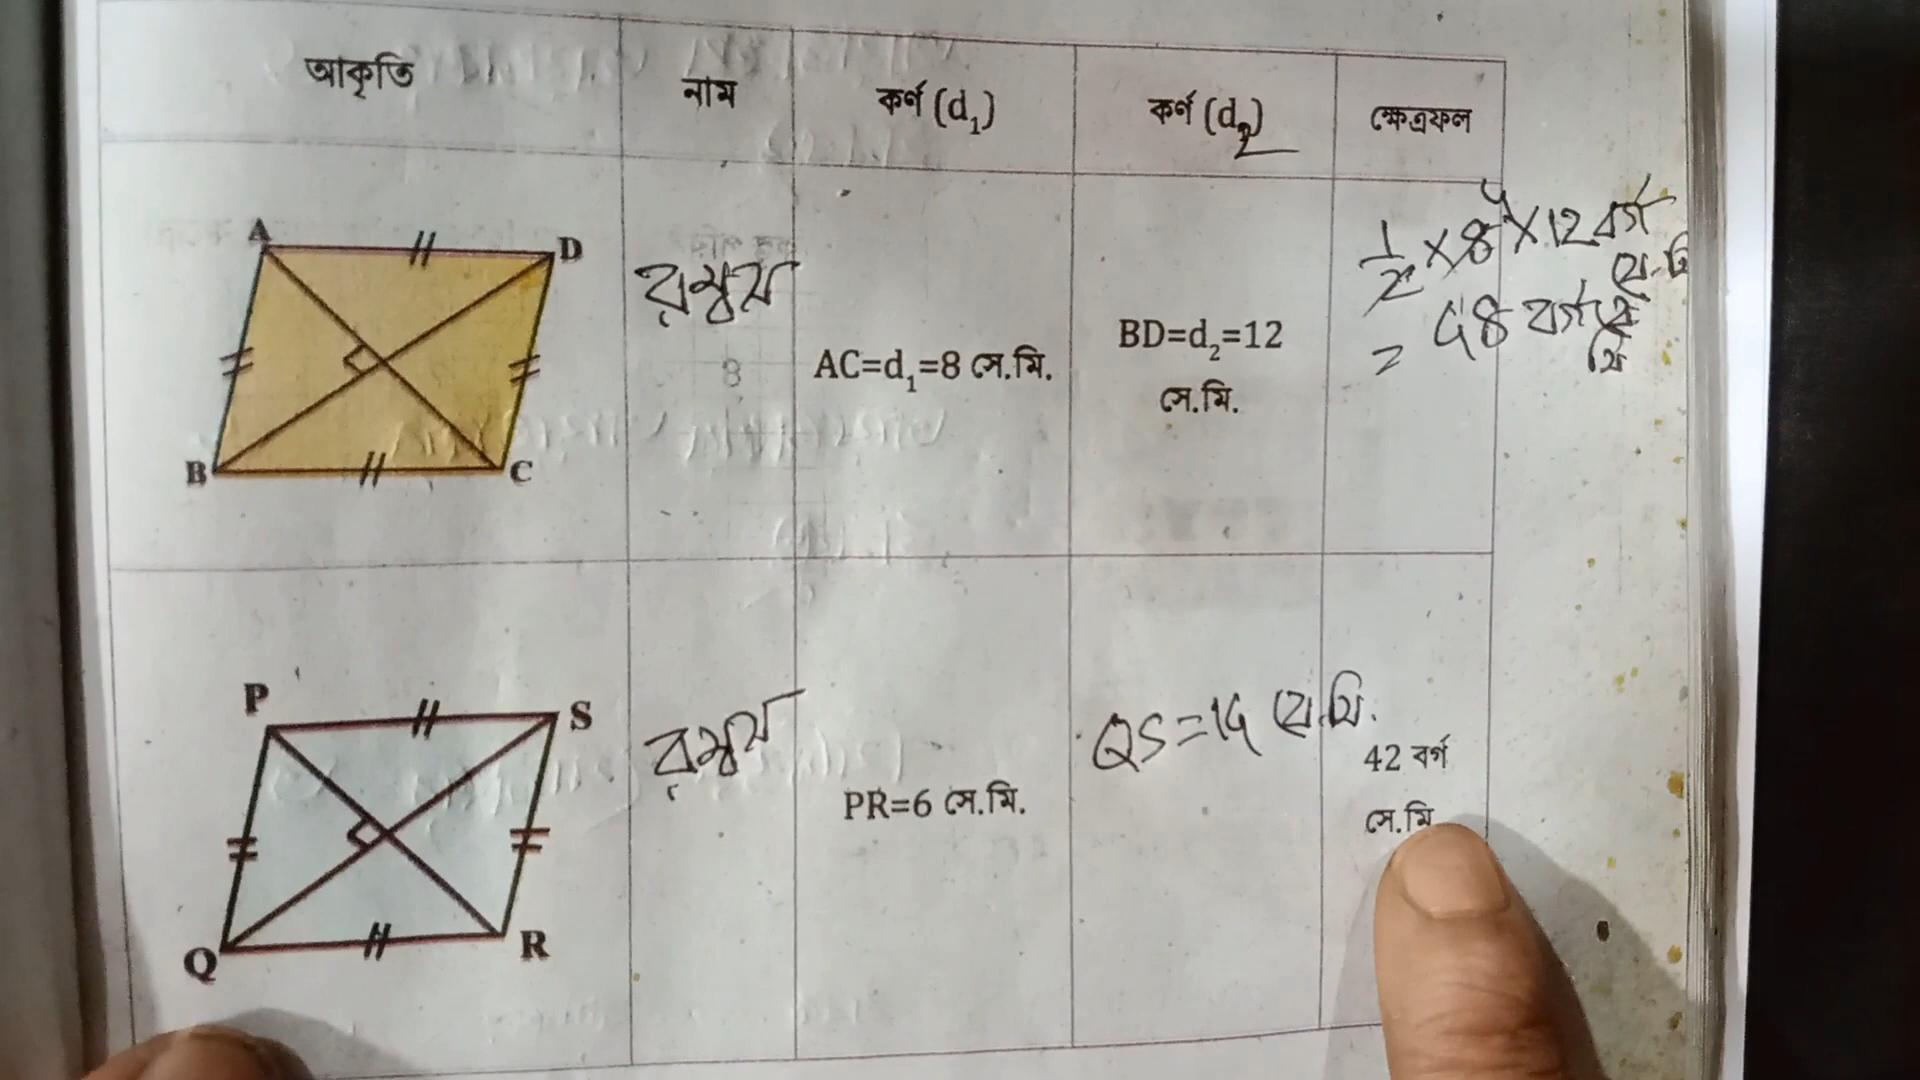 আকৃতি নাম কর্ণ (d₁) কর্ণ (d₂) ক্ষেত্রফল
A D
B C
রম্বস
AC=d₁=8 সে.মি.
BD=d₂=12
সে.মি.
1/2 × 8 4 × 12 বর্গ
সে.মি
= 48 বর্গ সে
মি
P S
Q R
রম্বস
PR=6 সে.মি.
QS=14 সে.মি.
42 বর্গ
সে.মি